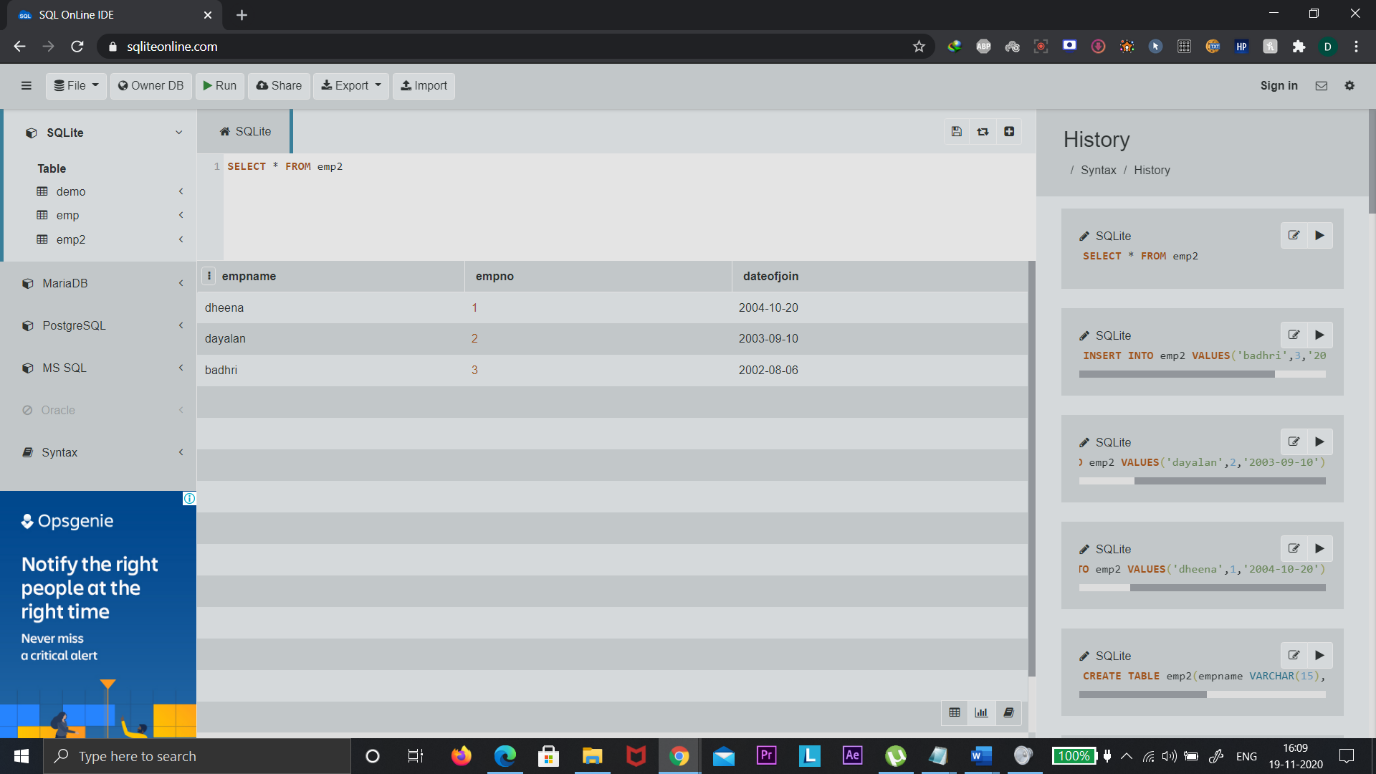 SQL OnLine IDE
sqliteonline.com
ABP
HP
D
File
Owner DB
Run
Share
Export
Import
Sign in
SQLite
Table
demo
emp
emp2
MariaDB
PostgreSQL
MS SQL
Oracle
Syntax
SQLite
1 SELECT * FROM emp2
empname empno dateofjoin
dheena 1 2004-10-20
dayalan 2 2003-09-10
badhri 3 2002-08-06
History
/ Syntax / History
SQLite
SELECT * FROM emp2
SQLite
INSERT INTO emp2 VALUES('badhri',3,'20
SQLite
emp2 VALUES('dayalan',2,'2003-09-10')
SQLite
TO emp2 VALUES('dheena',1,'2004-10-20')
SQLite
CREATE TABLE emp2(empname VARCHAR(15),
Opsgenie
Notify the right
people at the
right time
Never miss
a critical alert
Type here to search
Pr
L
Ae
100%
ENG
16:09
19-11-2020